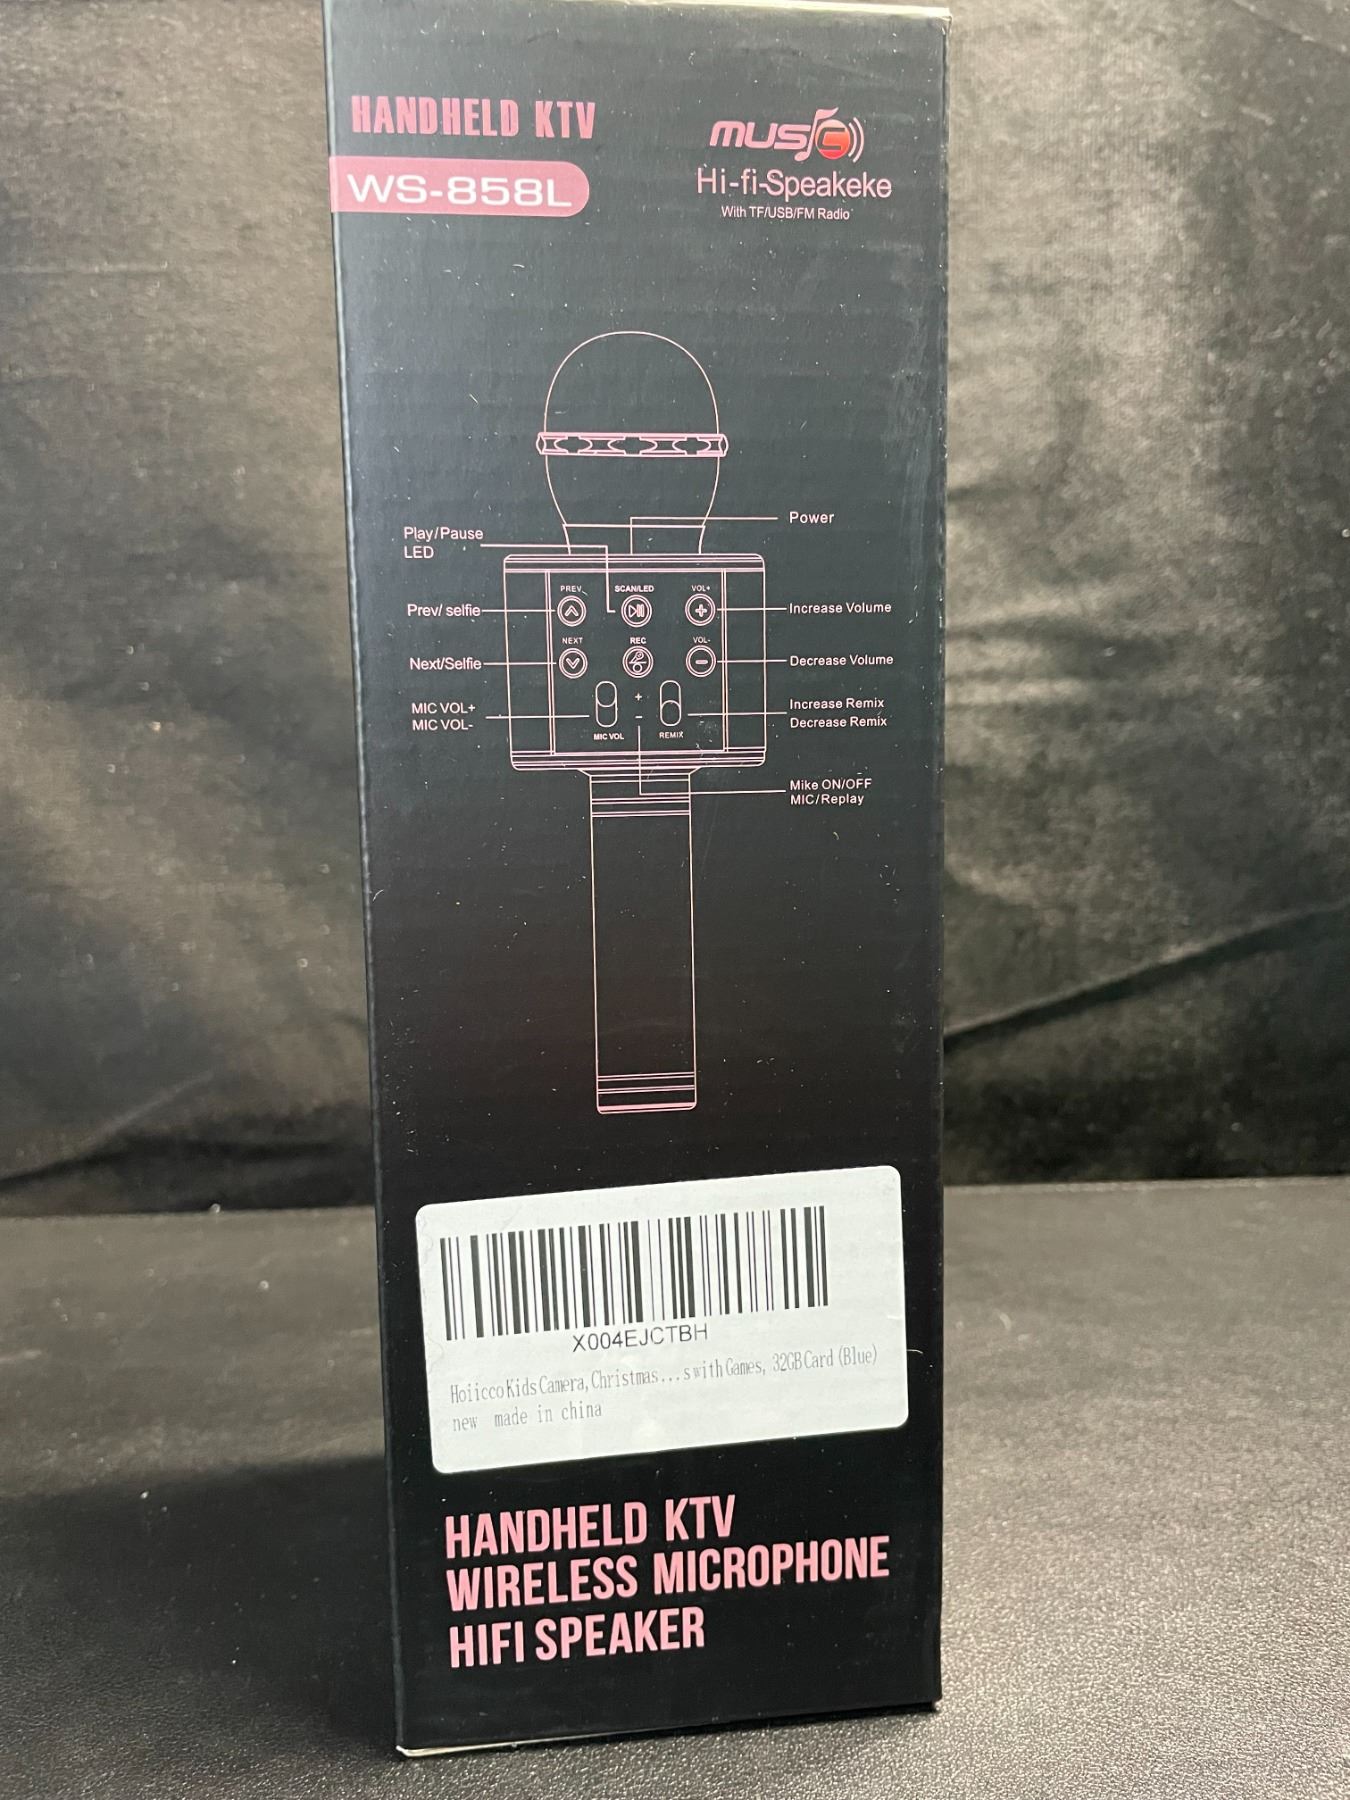 HANDHELD KTV
WS-858L
MUSIC
Hi-fi-Speakeke
With TF/USB/FM Radio
Power
Play/Pause
LED
PREV
SCAN/LED
VOL+
Prev/ selfie
Increase Volume
NEXT
REC
VOL-
Next/Selfie
Decrease Volume
MIC VOL+
MIC VOL-
+
-
Increase Remix
Decrease Remix
MIC VOL
REMIX
Mike ON/OFF
MIC/Replay
X004EJCTBH
Hoiicco Kids Camera, Christmas...s with Games, 32GB Card (Blue)
new made in china
HANDHELD KTV
WIRELESS MICROPHONE
HIFI SPEAKER